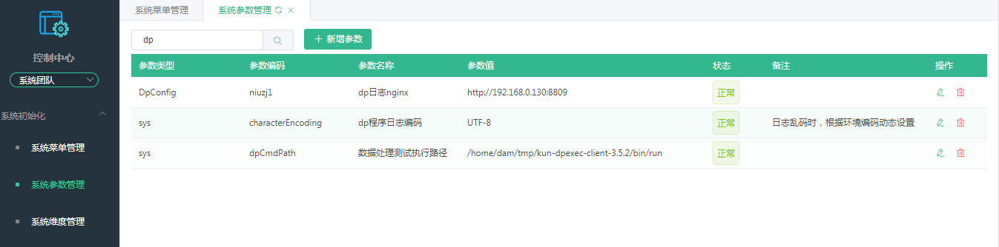 控制中心
系统团队
系统初始化
系统菜单管理
系统参数管理
系统维度管理
系统菜单管理 系统参数管理
dp
新增参数
参数类型 参数编码 参数名称 参数值 状态 备注 操作
DpConfig niuzj1 dp日志nginx http://192.168.0.130:8809 正常
sys characterEncoding dp程序日志编码 UTF-8 正常 日志乱码时，根据环境编码动态设置
sys dpCmdPath 数据处理测试执行路径 /home/dam/tmp/kun-dpexec-client-3.5.2/bin/run 正常